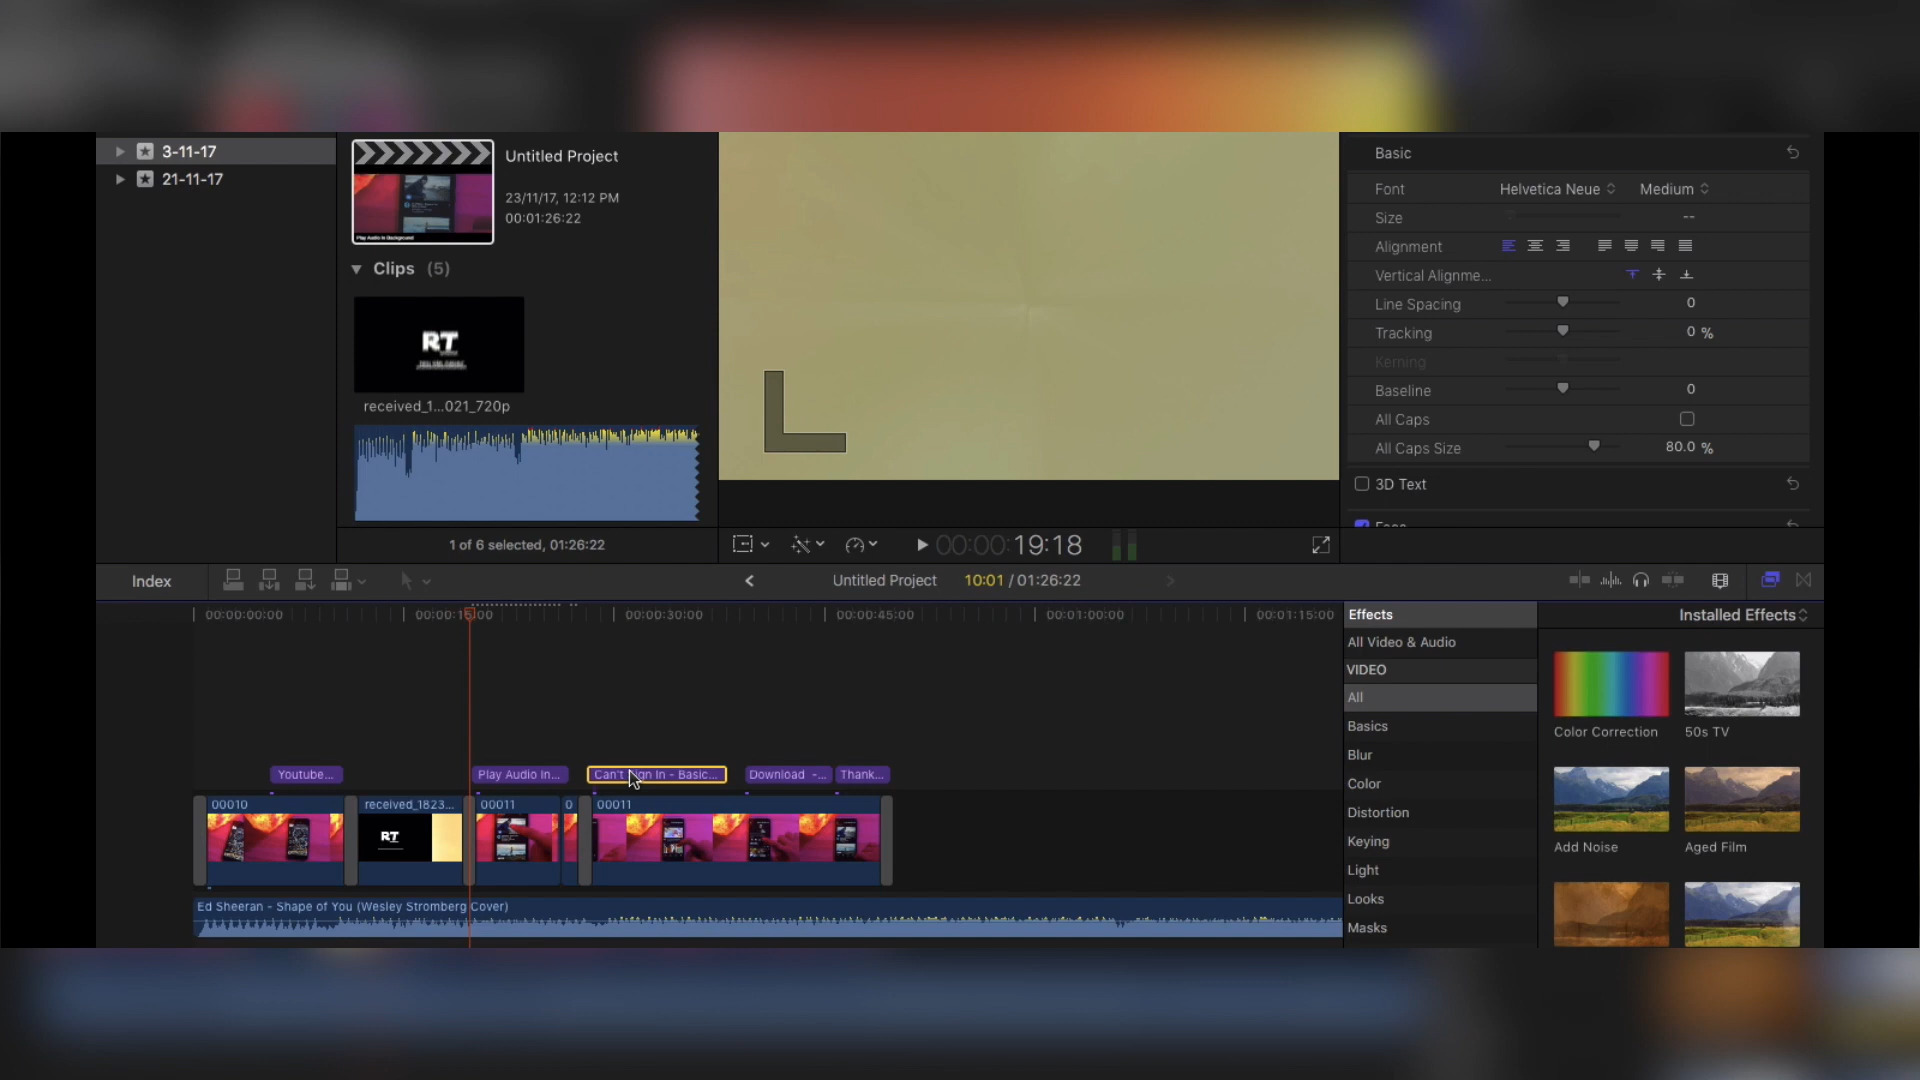 3-11-17
21-11-17
Untitled Project
23/11/17, 12:12 PM
00:01:26:22
Clips (5)
RT
received_1...021_720p
1 of 6 selected, 01:26:22
00:00:19:18
Basic
Font Helvetica Neue Medium
Size --
Alignment
Vertical Alignme...
Line Spacing 0
Tracking 0 %
Kerning
Baseline 0
All Caps
All Caps Size 80.0 %
3D Text
Face
Index
Untitled Project 10:01 / 01:26:22
00:00:00:00 00:00:15:00 00:00:30:00 00:00:45:00 00:01:00:00 00:01:15:00
Youtube... Play Audio In... Can't Sign In - Basic... Download -... Thank...
00010 received_1823... 00011 0 00011
RT
Ed Sheeran - Shape of You (Wesley Stromberg Cover)
Effects
All Video & Audio
VIDEO
All
Basics
Blur
Color
Distortion
Keying
Light
Looks
Masks
Installed Effects
Color Correction 50s TV
Add Noise Aged Film